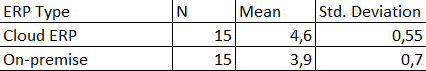 ERP Type N Mean Std. Deviation
Cloud ERP 15 4,6 0,55
On-premise 15 3,9 0,7